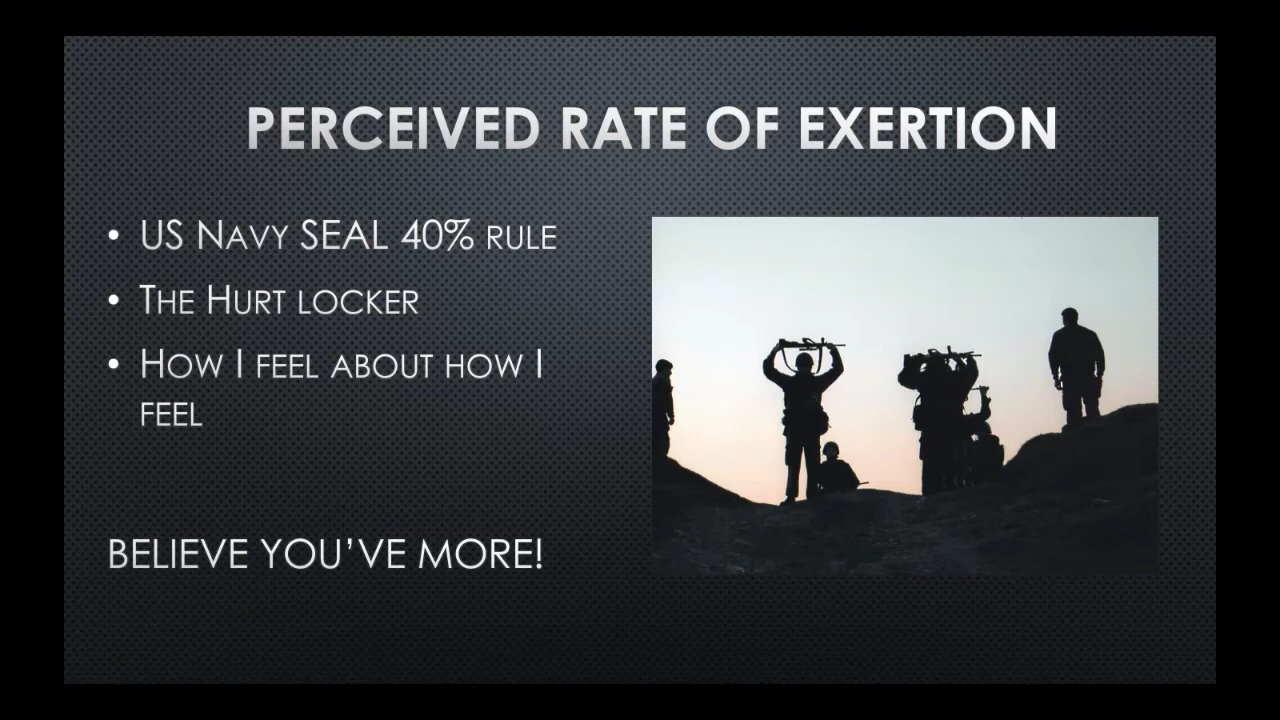 PERCEIVED RATE OF EXERTION
• US NAVY SEAL 40% RULE
• THE HURT LOCKER
• HOW I FEEL ABOUT HOW I
FEEL
BELIEVE YOU’VE MORE!